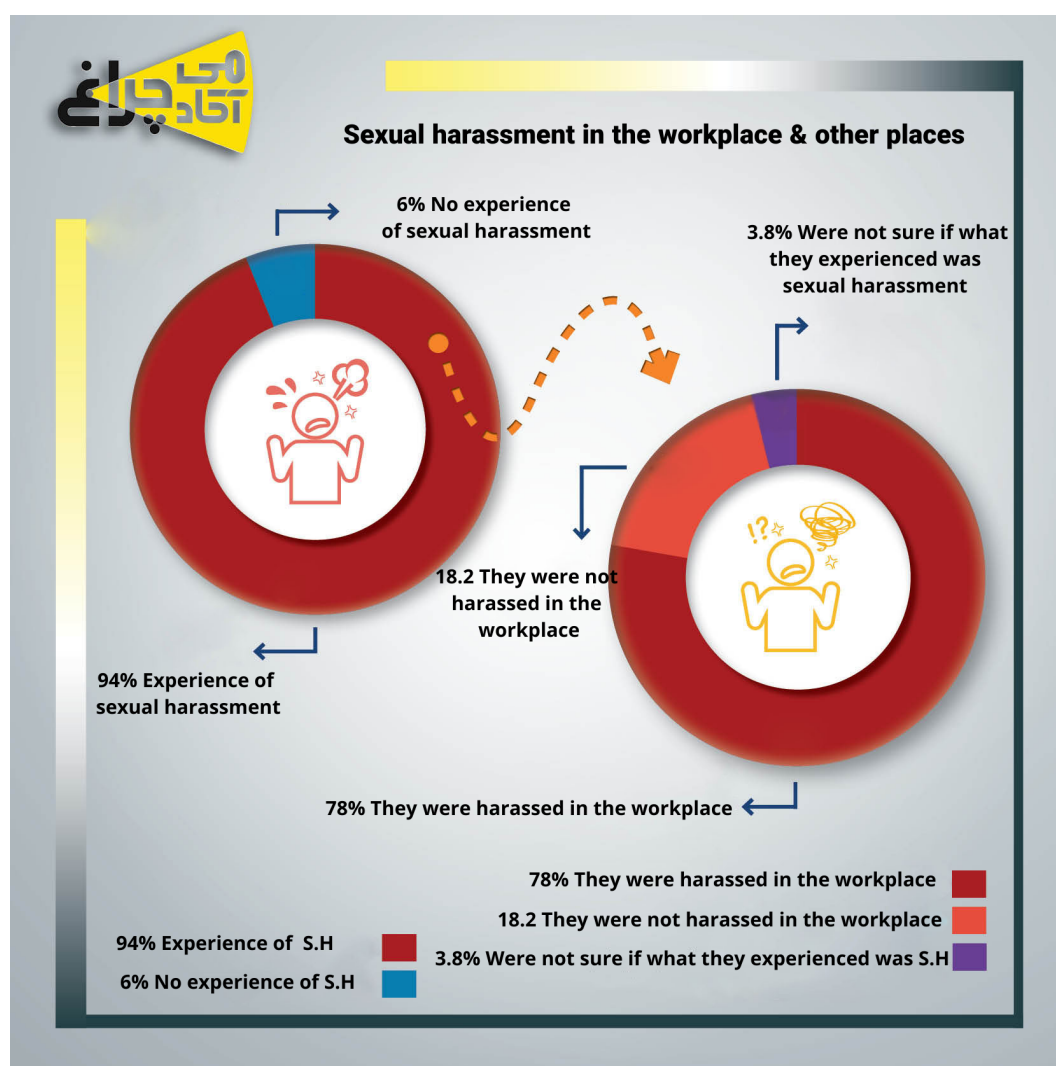 می
آکاد
چراغ
Sexual harassment in the workplace & other places
6% No experience
of sexual harassment
3.8% Were not sure if what
they experienced was
sexual harassment
!?
18.2 They were not
harassed in the
workplace
94% Experience of
sexual harassment
78% They were harassed in the workplace
78% They were harassed in the workplace
18.2 They were not harassed in the workplace
3.8% Were not sure if what they experienced was S.H
94% Experience of S.H
6% No experience of S.H